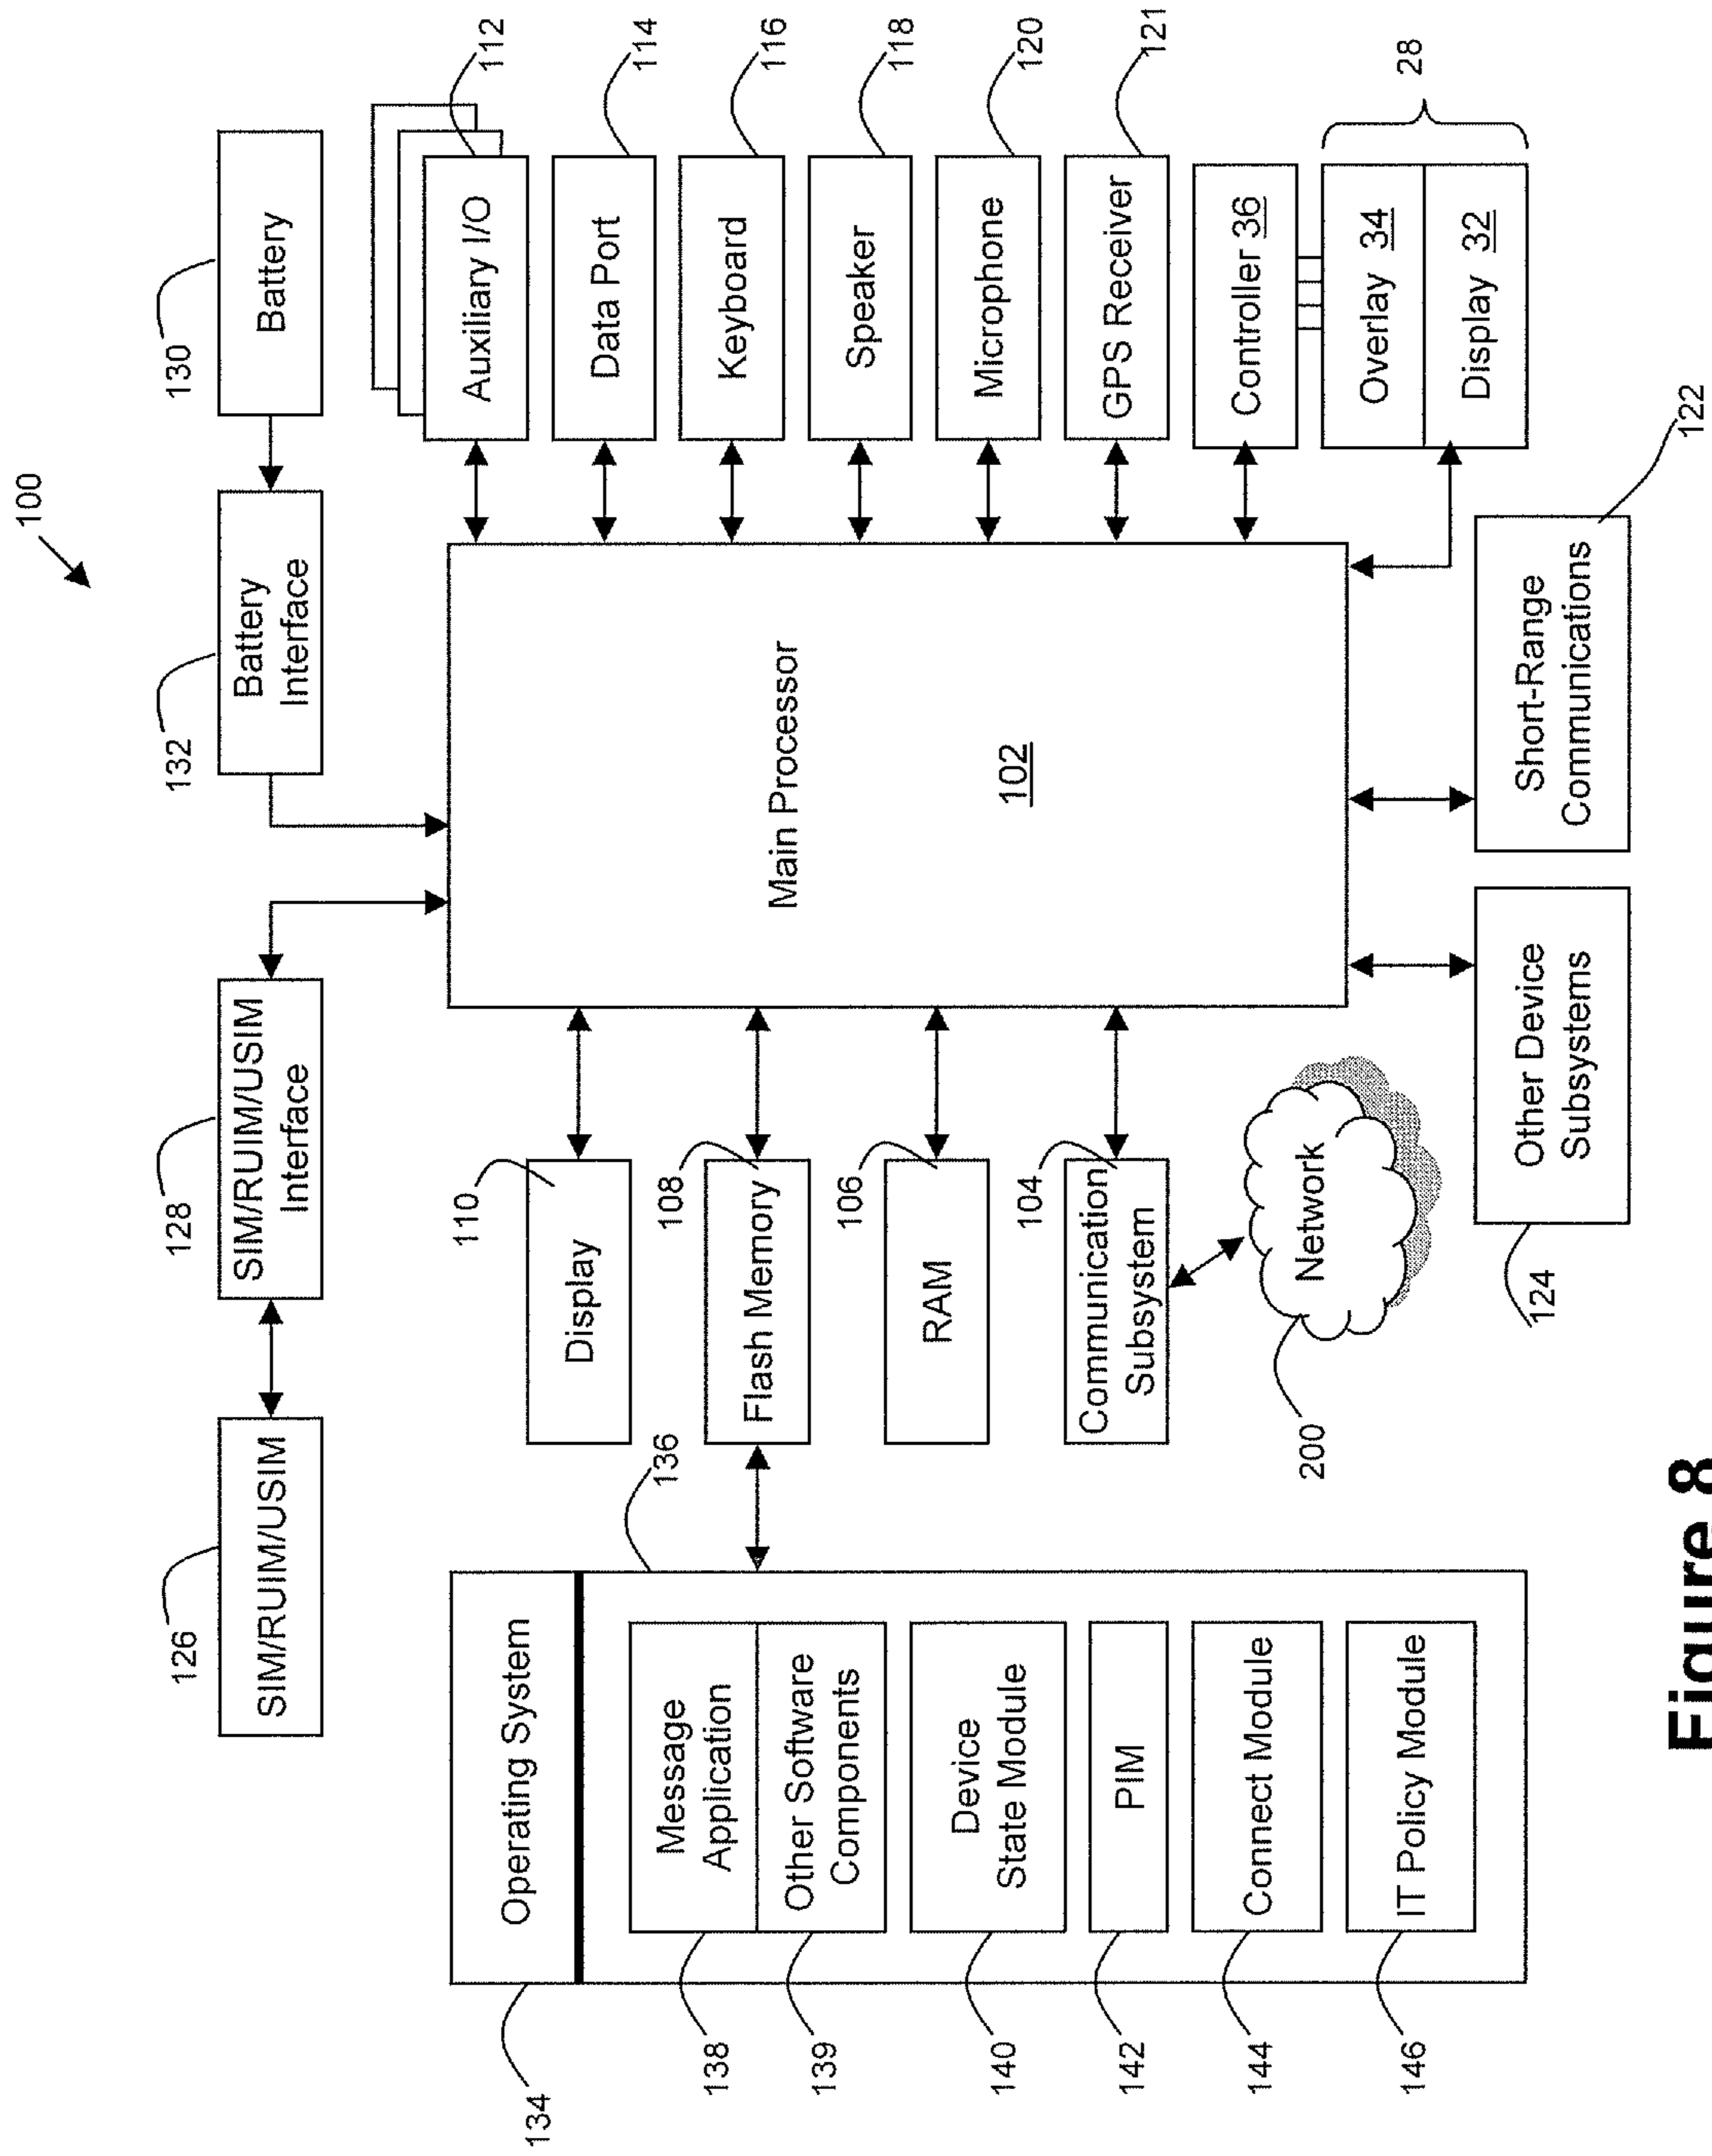 100
126
SIM/RUIM/USIM
128
SIM/RUIM/USIM
Interface
132
Battery
Interface
130
Battery
134
Operating System
136
138
Message
Application
139
Other Software
Components
140
Device
State Module
142
PIM
144
Connect Module
146
IT Policy Module
110
Display
108
Flash Memory
106
RAM
104
Communication
Subsystem
200
Network
Main Processor
102
Auxiliary I/O
112
Data Port
114
Keyboard
116
Speaker
118
Microphone
120
GPS Receiver
121
Controller 36
Overlay 34
Display 32
28
124
Other Device
Subsystems
Short-Range
Communications
122
Figure 8